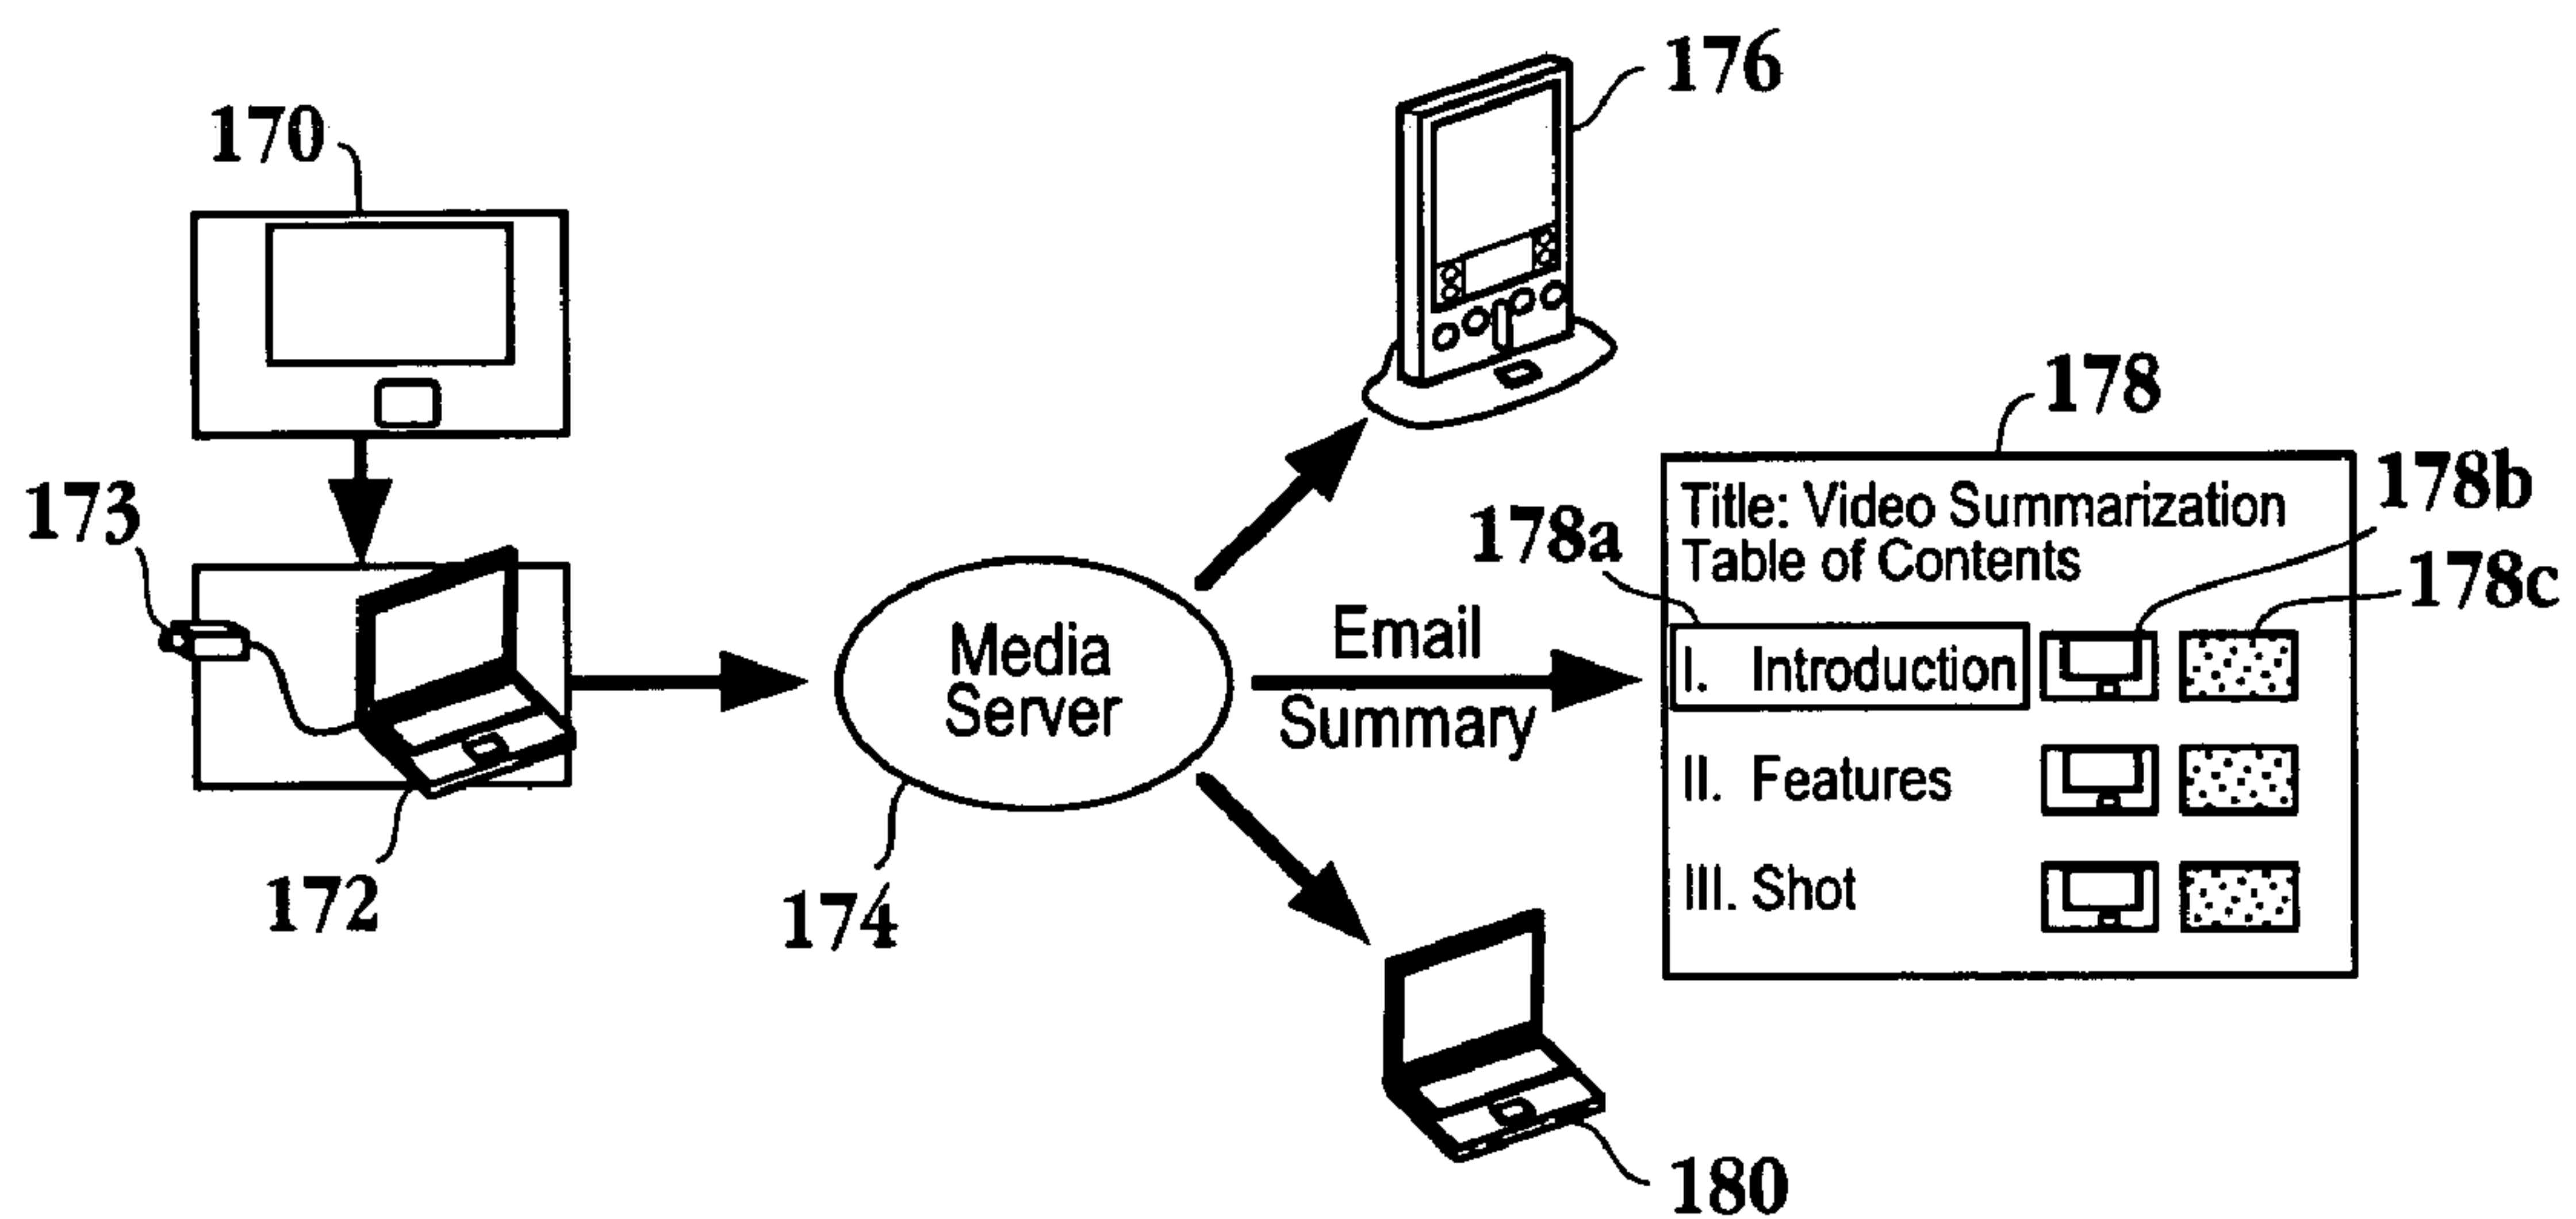 170
173
172
Media
Server
174
Email
Summary
176
178
Title: Video Summarization
Table of Contents
178a
178b
178c
I. Introduction
II. Features
III. Shot
180